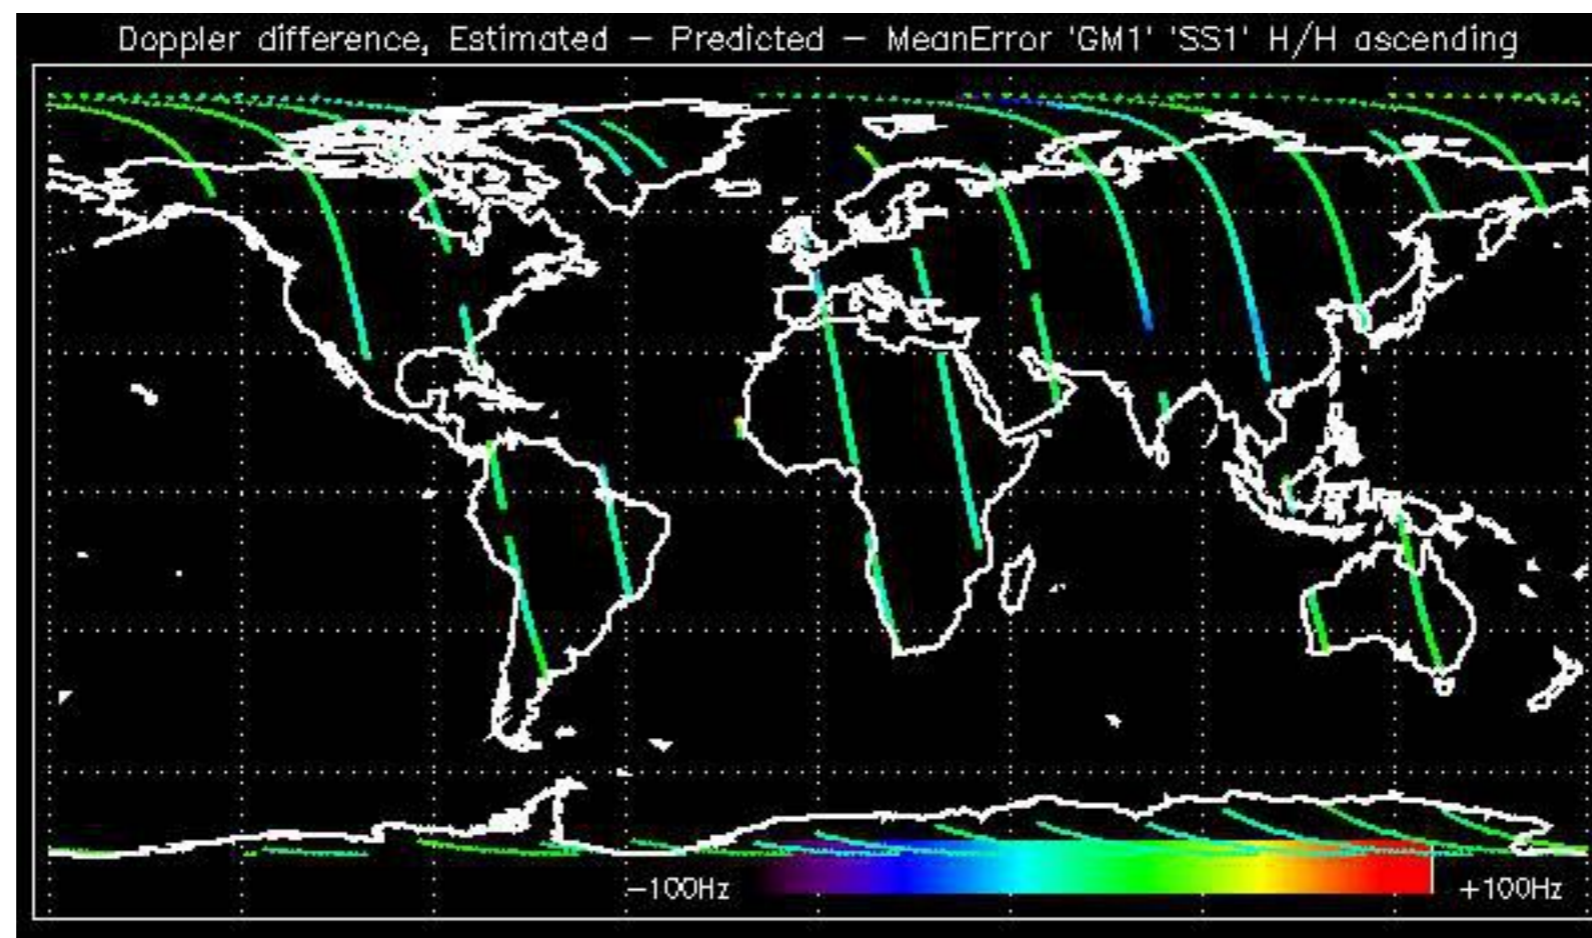 Doppler difference, Estimated – Predicted – MeanError 'GM1' 'SS1' H/H ascending
–100Hz
+100Hz